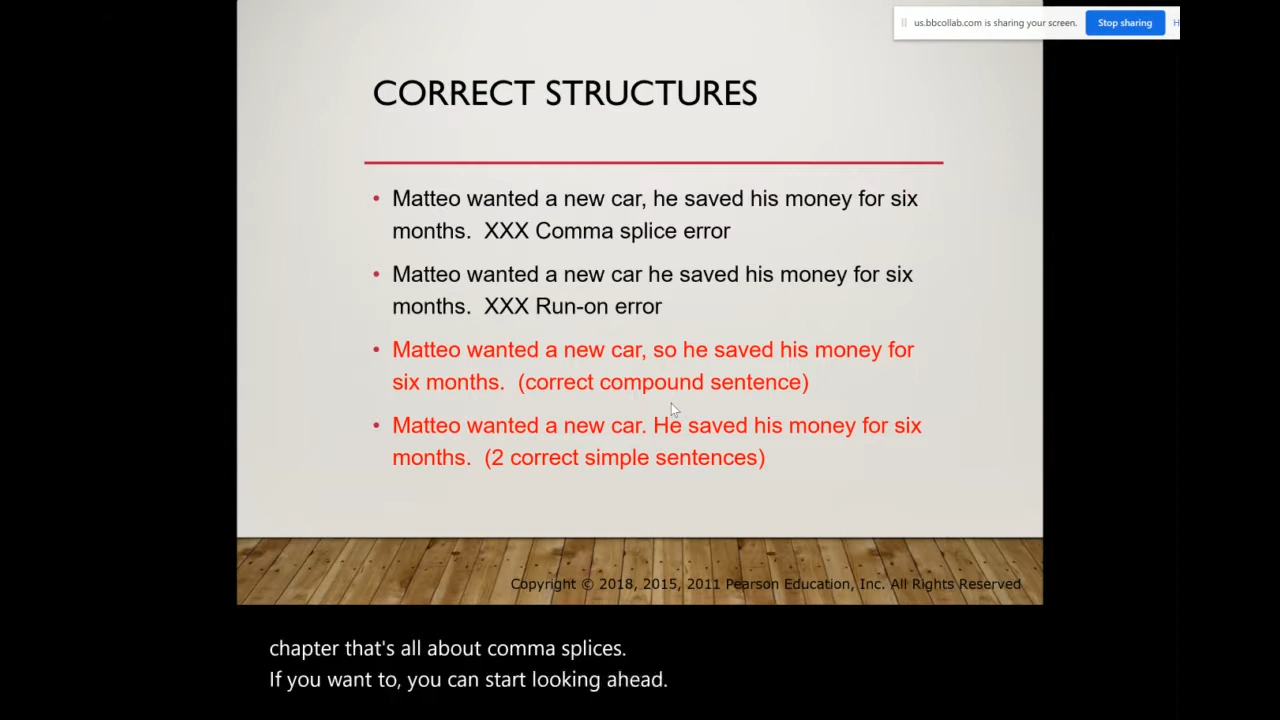 us.bbcollab.com is sharing your screen.
Stop sharing
H
CORRECT STRUCTURES
• Matteo wanted a new car, he saved his money for six
months.  XXX Comma splice error
• Matteo wanted a new car he saved his money for six
months.  XXX Run-on error
• Matteo wanted a new car, so he saved his money for
six months.  (correct compound sentence)
• Matteo wanted a new car. He saved his money for six
months.  (2 correct simple sentences)
Copyright © 2018, 2015, 2011 Pearson Education, Inc. All Rights Reserved
chapter that's all about comma splices.
If you want to, you can start looking ahead.